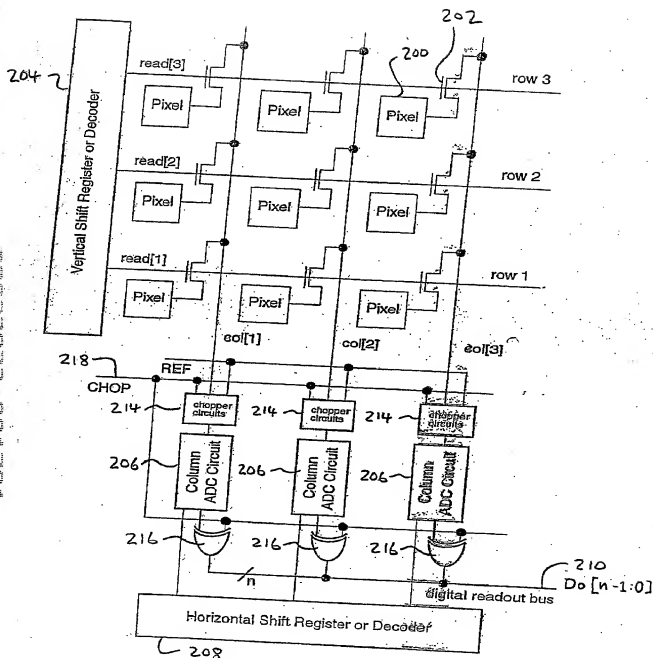 202
204
read[3]
200
row 3
Pixel
Pixel
Pixel
Vertical Shift Register or Decoder
read[2]
row 2
Pixel
Pixel
Pixel
read[1]
row 1
Pixel
Pixel
Pixel
col[1]
col[2]
col[3]
218
REF
CHOP
214
chopper
circuits
214
chopper
circuits
214
chopper
circuits
206
Column
ADC Circuit
206
Column
ADC Circuit
206
Column
ADC Circuit
216
216
216
210
n
Do [n-1:0]
digital readout bus
Horizontal Shift Register or Decoder
208